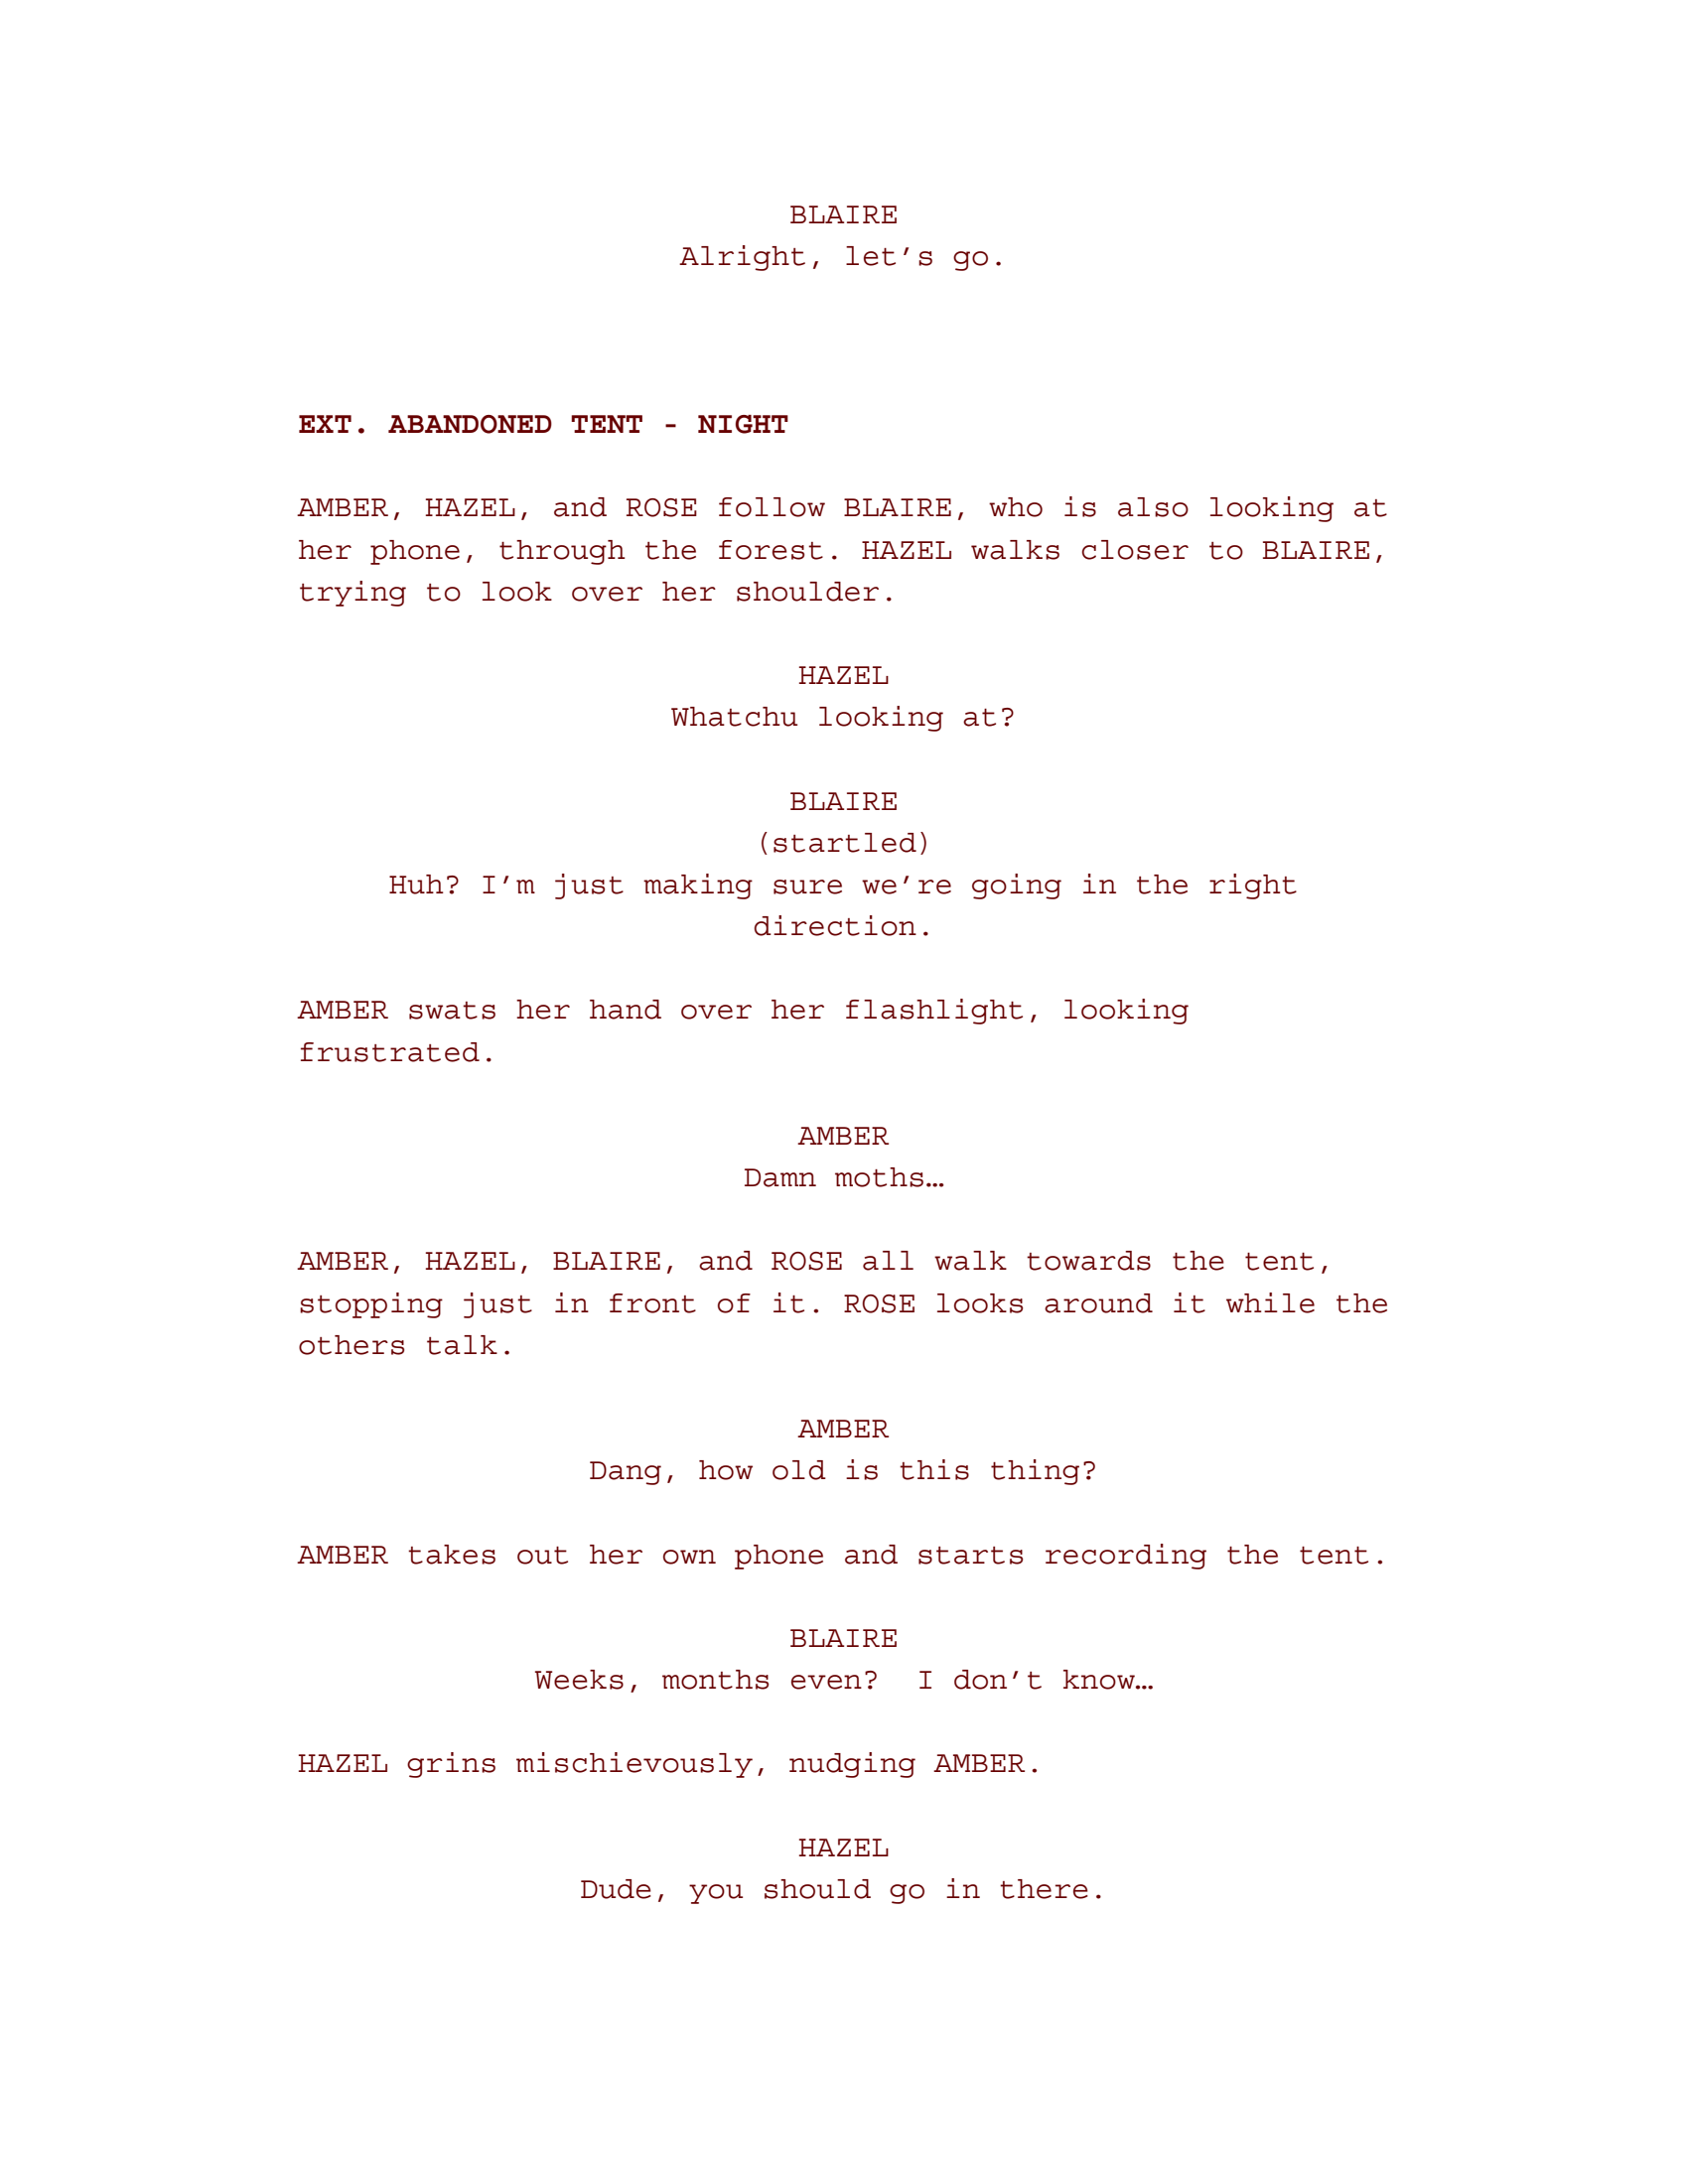 BLAIRE
Alright, let’s go.
EXT. ABANDONED TENT - NIGHT
AMBER, HAZEL, and ROSE follow BLAIRE, who is also looking at
her phone, through the forest. HAZEL walks closer to BLAIRE,
trying to look over her shoulder.
HAZEL
Whatchu looking at?
BLAIRE
(startled)
Huh? I’m just making sure we’re going in the right
direction.
AMBER swats her hand over her flashlight, looking
frustrated.
AMBER
Damn moths…
AMBER, HAZEL, BLAIRE, and ROSE all walk towards the tent,
stopping just in front of it. ROSE looks around it while the
others talk.
AMBER
Dang, how old is this thing?
AMBER takes out her own phone and starts recording the tent.
BLAIRE
Weeks, months even?  I don’t know…
HAZEL grins mischievously, nudging AMBER.
HAZEL
Dude, you should go in there.